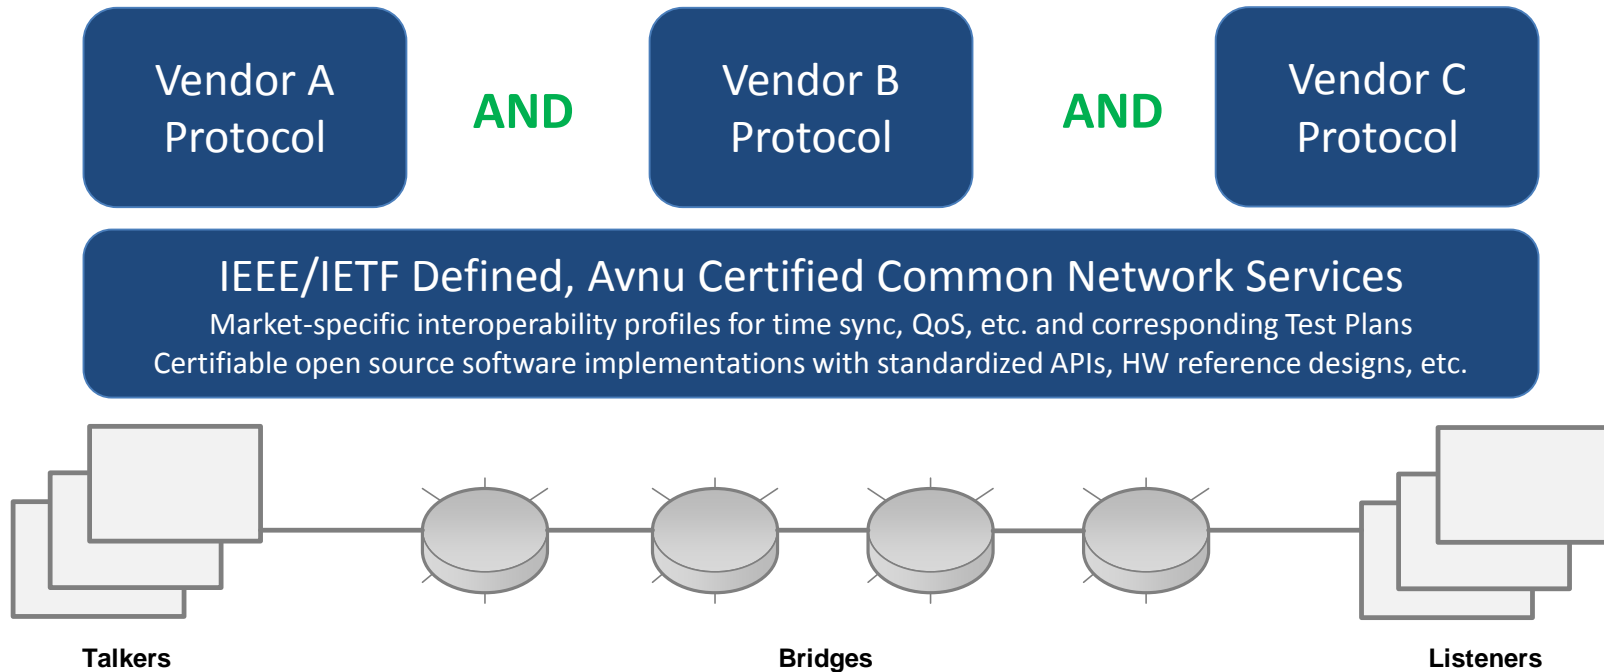 Vendor A
Protocol
AND
Vendor B
Protocol
AND
Vendor C
Protocol
IEEE/IETF Defined, Avnu Certified Common Network Services
Market-specific interoperability profiles for time sync, QoS, etc. and corresponding Test Plans
Certifiable open source software implementations with standardized APIs, HW reference designs, etc.
Talkers
Bridges
Listeners